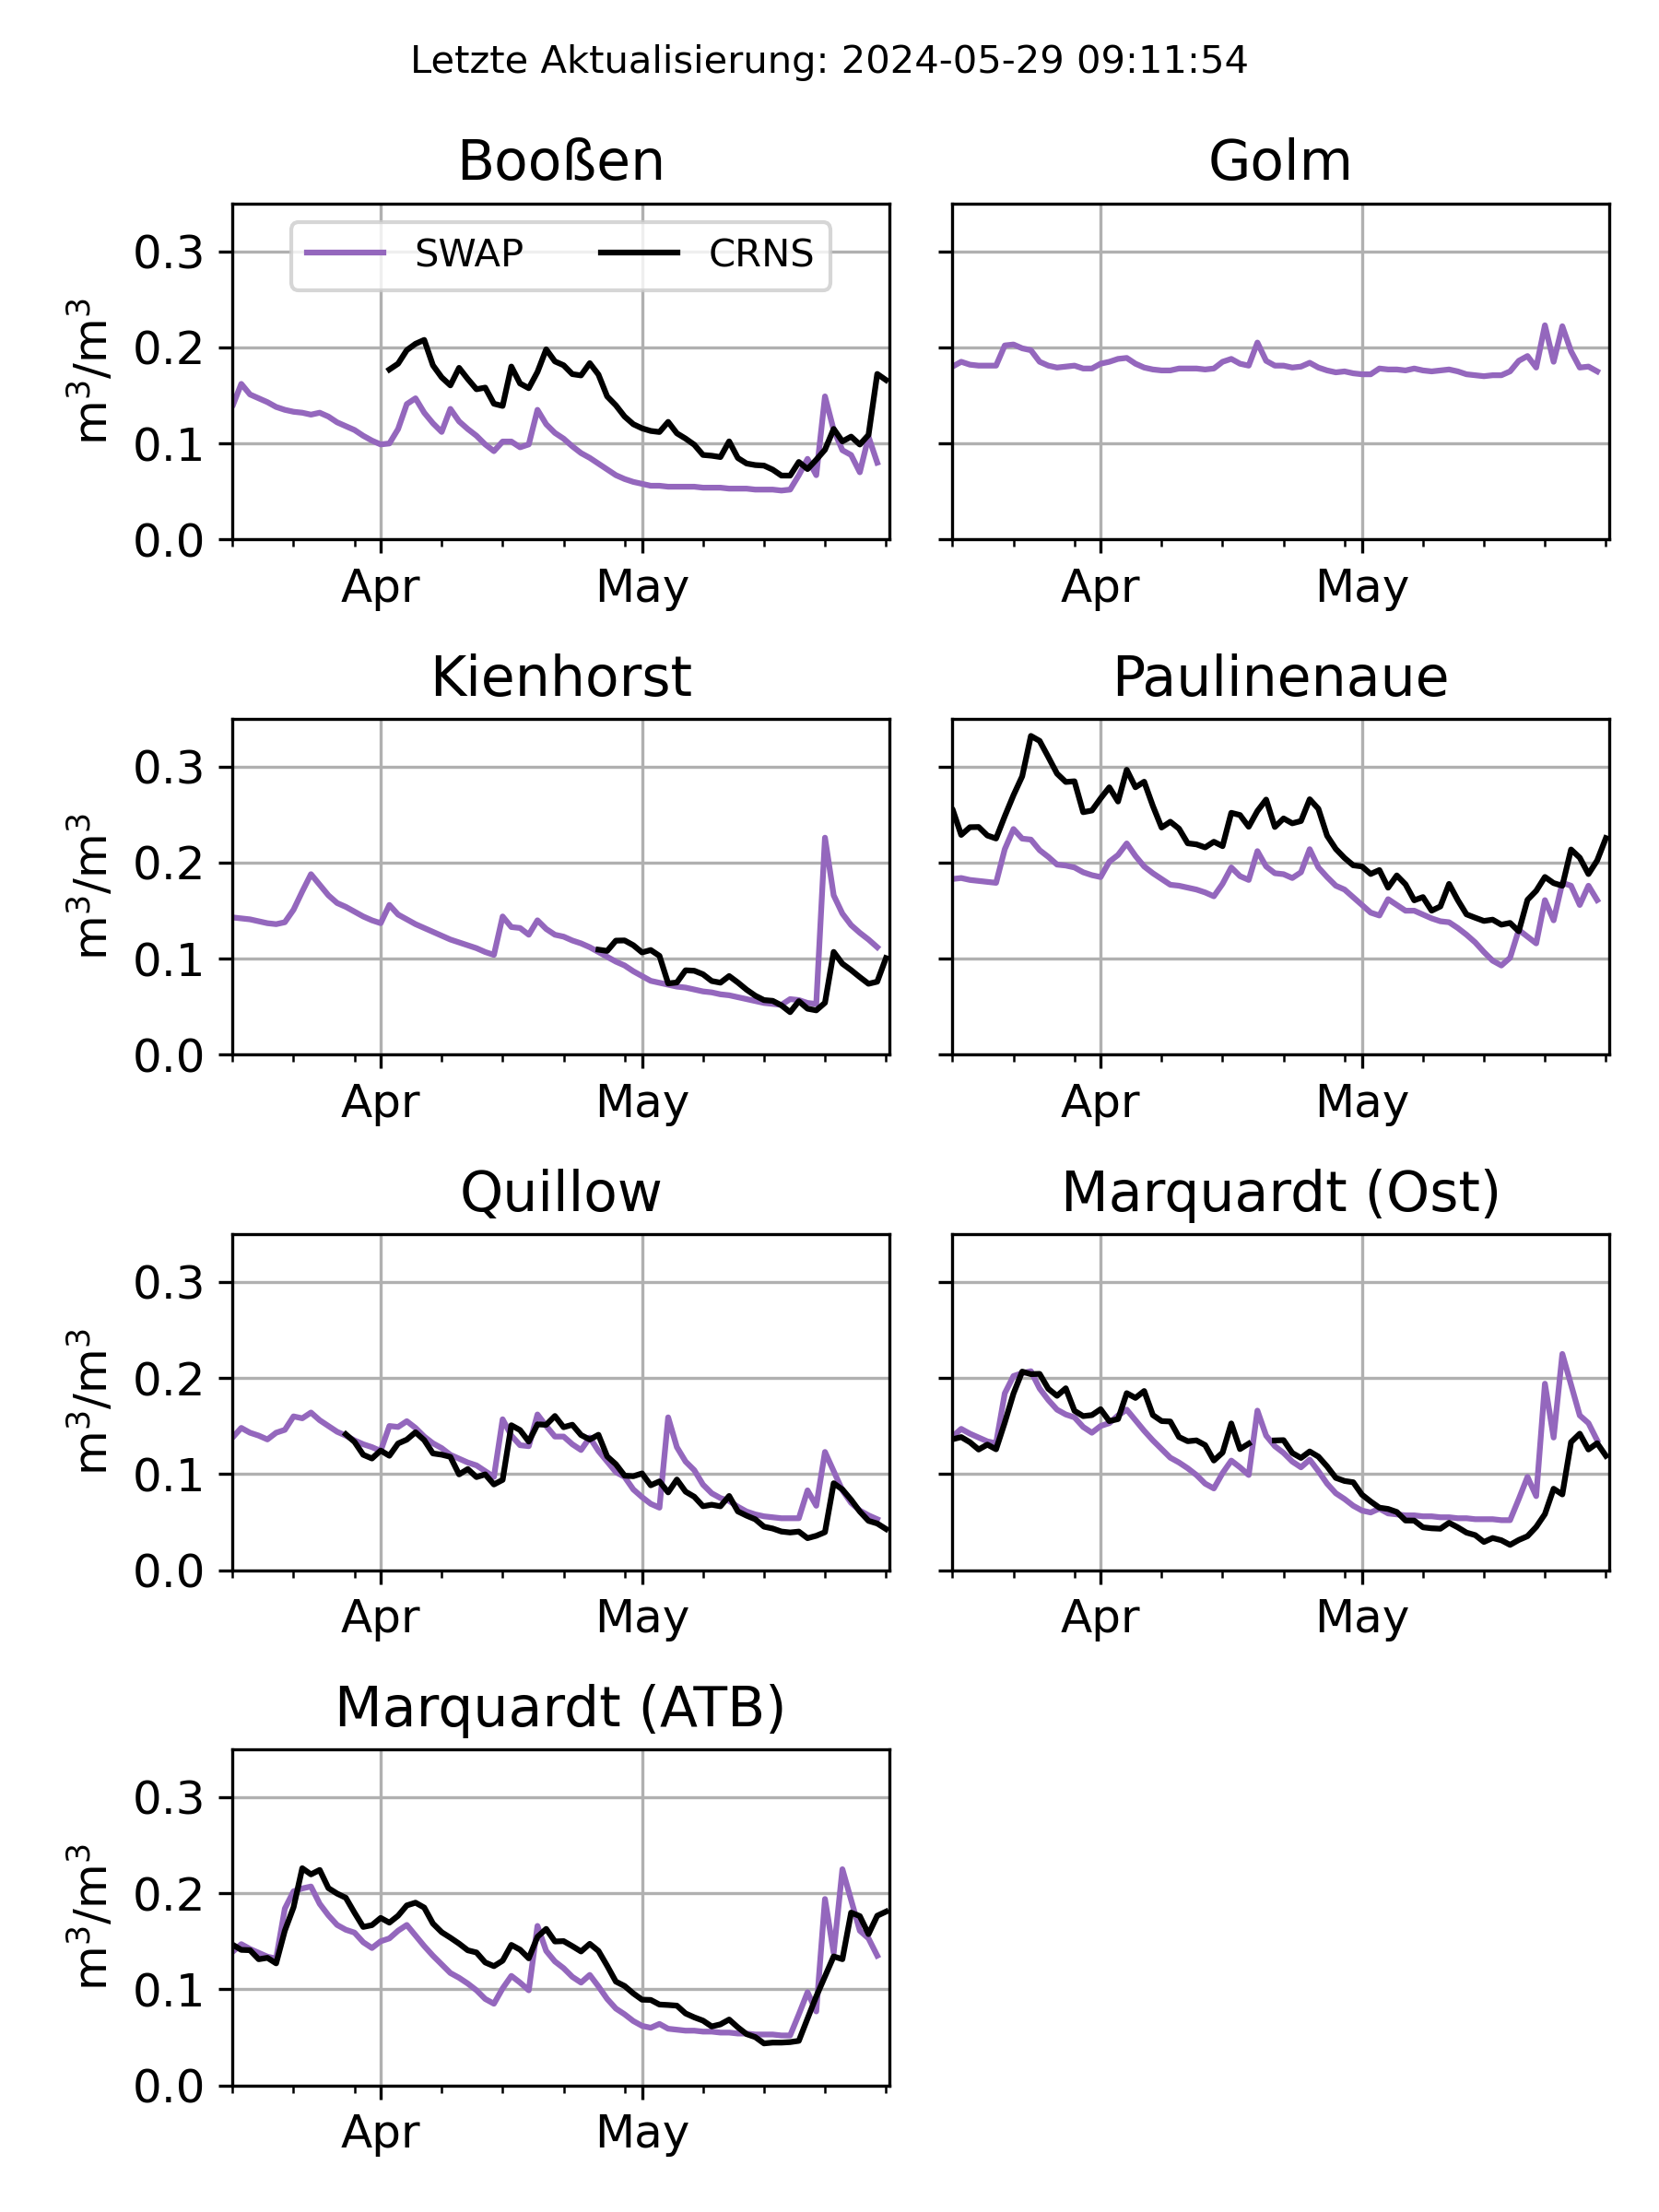 Letzte Aktualisierung: 2024-05-29 09:11:54
Booßen
Golm
SWAP CRNS
m³/m³
0.3
0.2
0.1
0.0
Apr May
Apr May
Kienhorst
Paulinenaue
m³/m³
0.3
0.2
0.1
0.0
Apr May
Apr May
Quillow
Marquardt (Ost)
m³/m³
0.3
0.2
0.1
0.0
Apr May
Apr May
Marquardt (ATB)
m³/m³
0.3
0.2
0.1
0.0
Apr May